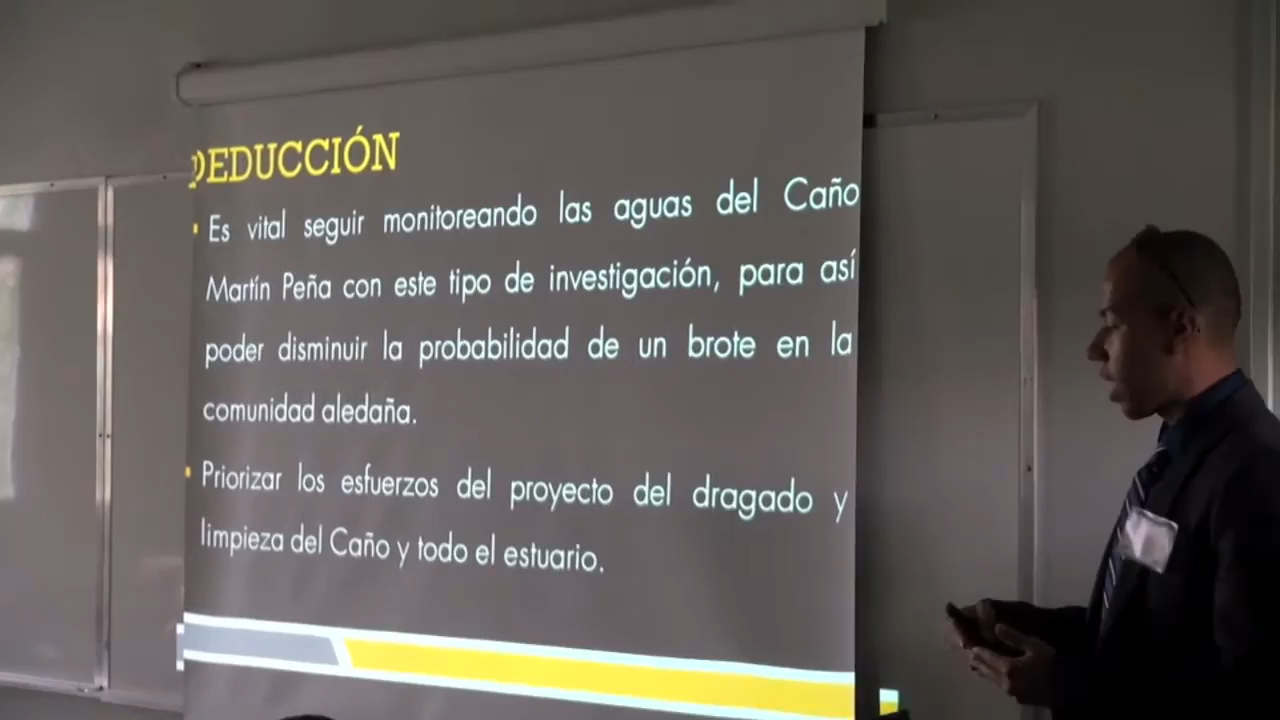 DEDUCCIÓN
Es vital seguir monitoreando las aguas del Caño
Martín Peña con este tipo de investigación, para así
poder disminuir la probabilidad de un brote en la
comunidad aledaña.
Priorizar los esfuerzos del proyecto del dragado y
limpieza del Caño y todo el estuario.